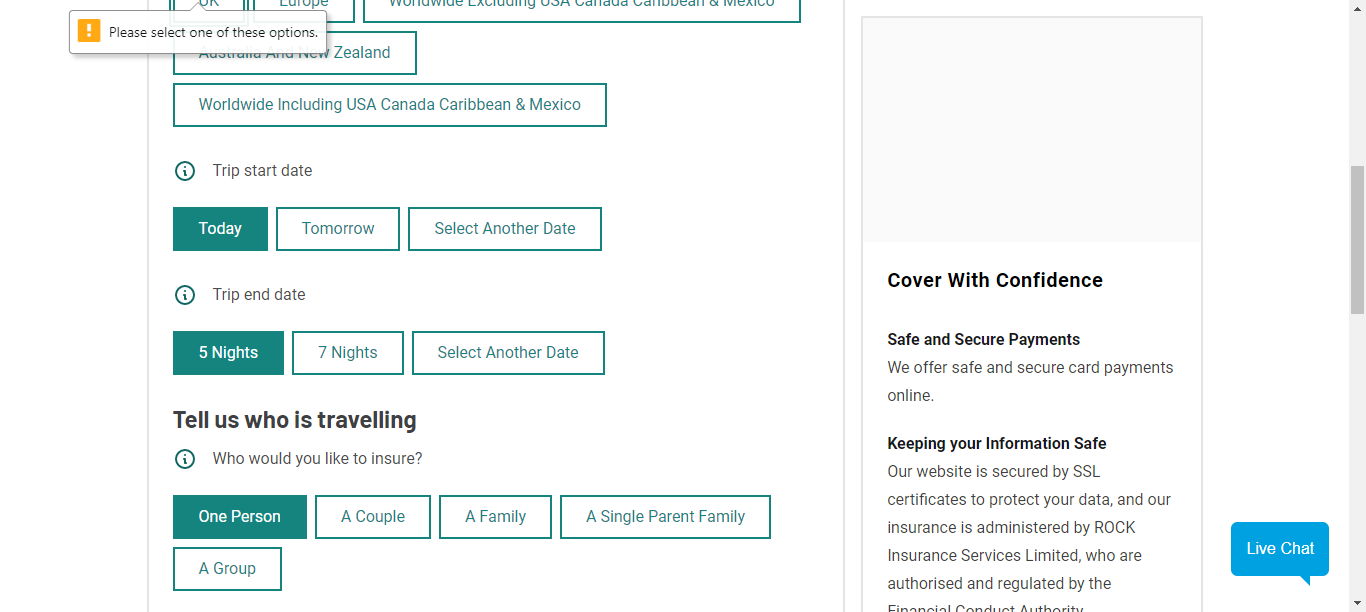 UK Europe Worldwide Excluding USA Canada Caribbean & Mexico
Please select one of these options.
Australia And New Zealand
Worldwide Including USA Canada Caribbean & Mexico
Trip start date
Today Tomorrow Select Another Date
Trip end date
5 Nights 7 Nights Select Another Date
Tell us who is travelling
Who would you like to insure?
One Person A Couple A Family A Single Parent Family
A Group
Cover With Confidence
Safe and Secure Payments
We offer safe and secure card payments
online.
Keeping your Information Safe
Our website is secured by SSL
certificates to protect your data, and our
insurance is administered by ROCK
Insurance Services Limited, who are
authorised and regulated by the
Financial Conduct Authority
Live Chat